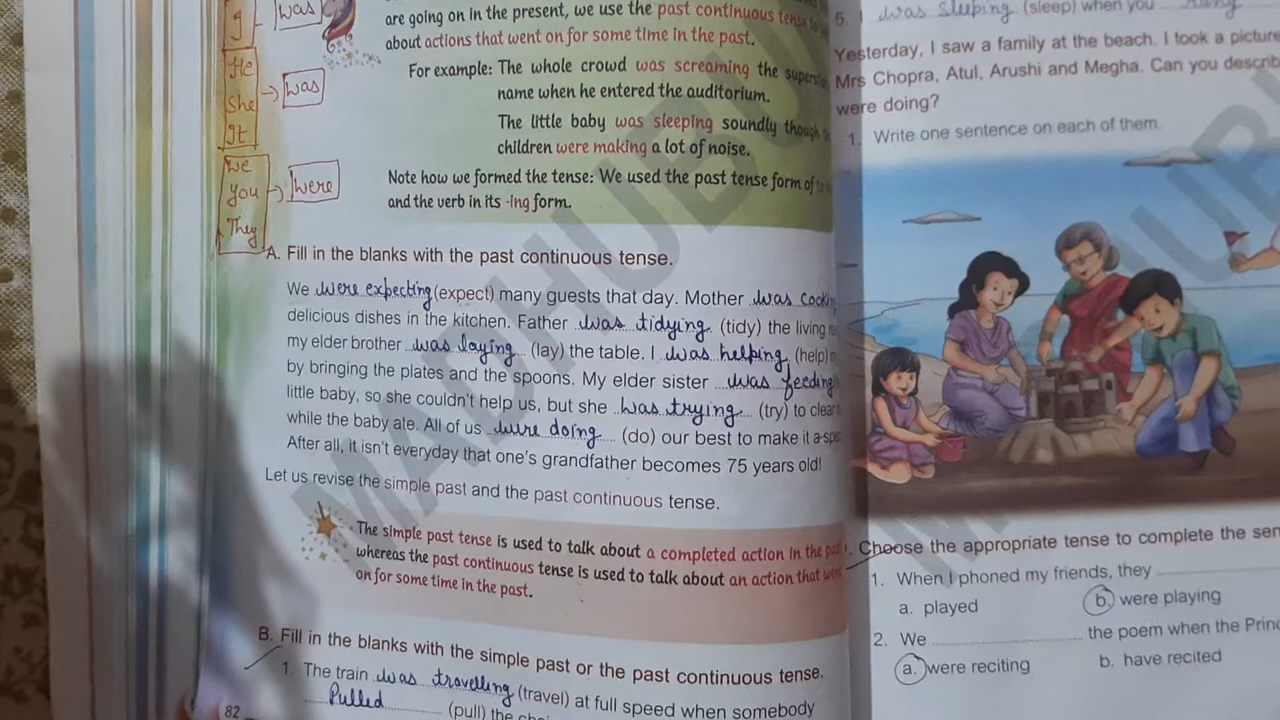 g was
He
She was
It
We
You were
They
are going on in the present, we use the past continuous tense to
about actions that went on for some time in the past.
For example: The whole crowd was screaming the
name when he entered the auditorium.
The little baby was sleeping soundly though
children were making a lot of noise.
Note how we formed the tense: We used the past tense form of
and the verb in its -ing form.
A. Fill in the blanks with the past continuous tense.
We were expecting (expect) many guests that day. Mother was
delicious dishes in the kitchen. Father was tidying (tidy) the living
my elder brother was laying (lay) the table. I was helping (help)
by bringing the plates and the spoons. My elder sister was feeding
little baby, so she couldn't help us, but she was trying (try) to clear
while the baby ate. All of us were doing (do) our best to make it a
After all, it isn't everyday that one's grandfather becomes 75 years old!
Let us revise the simple past and the past continuous tense.
The simple past tense is used to talk about a completed action in the
whereas the past continuous tense is used to talk about an action that went
on for some time in the past.
B. Fill in the blanks with the simple past or the past continuous tense.
1. The train was travelling (travel) at full speed when somebody
Pulled (pull) the
82
5. I was sleeping (sleep) when you
Yesterday, I saw a family at the beach. I took a picture
Mrs Chopra, Atul, Arushi and Megha. Can you
were doing?
1. Write one sentence on each of them.
Choose the appropriate tense to complete the
1. When I phoned my friends, they
a. played b. were playing
2. We the poem when the
a. were reciting b. have recited
MADHUBU